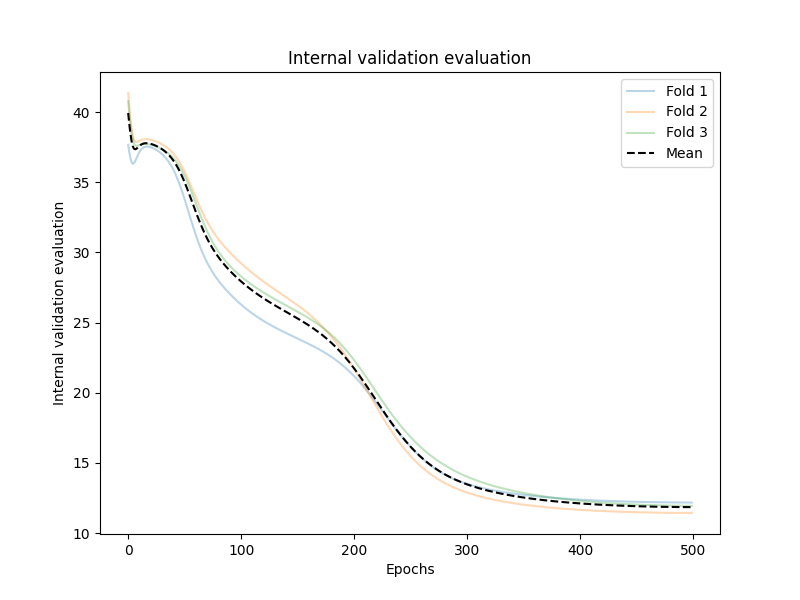 Internal validation evaluation
Fold 1
Fold 2
Fold 3
Mean
Internal validation evaluation
40
35
30
25
20
15
10
0 100 200 300 400 500
Epochs